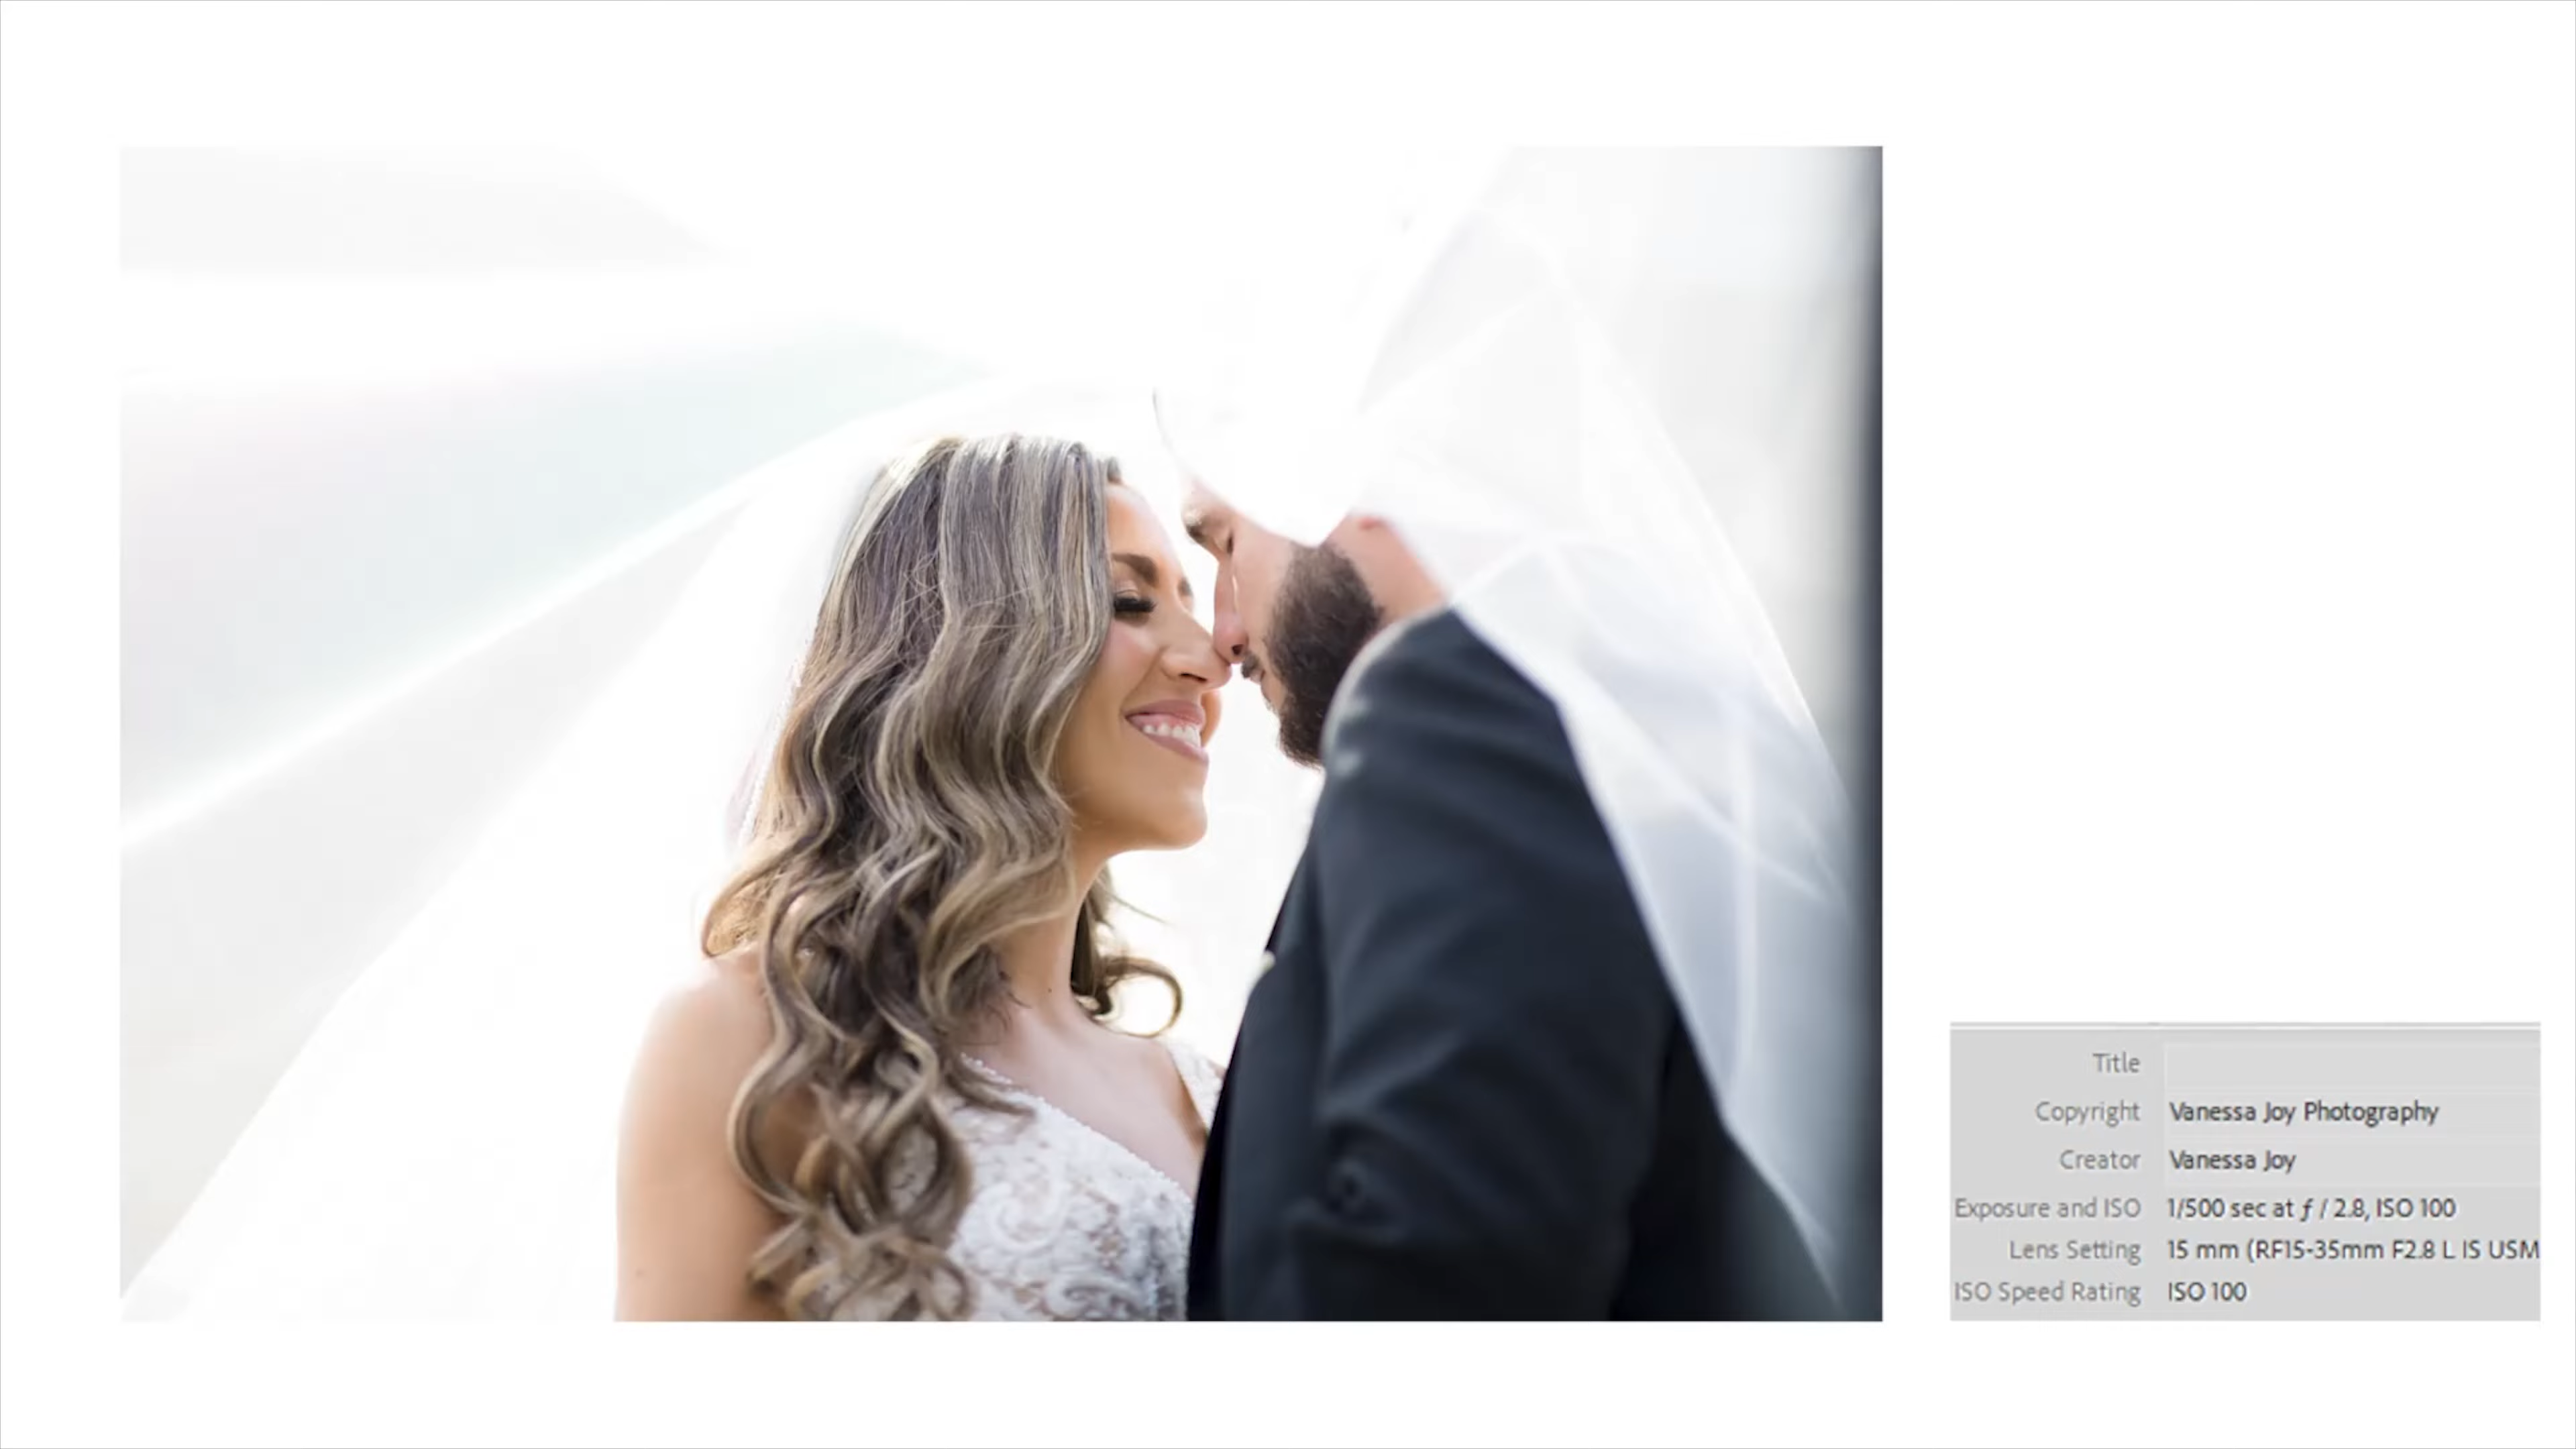 Title
Copyright Vanessa Joy Photography
Creator Vanessa Joy
Exposure and ISO 1/500 sec at ƒ / 2.8, ISO 100
Lens Setting 15 mm (RF15-35mm F2.8 L IS USM
ISO Speed Rating ISO 100